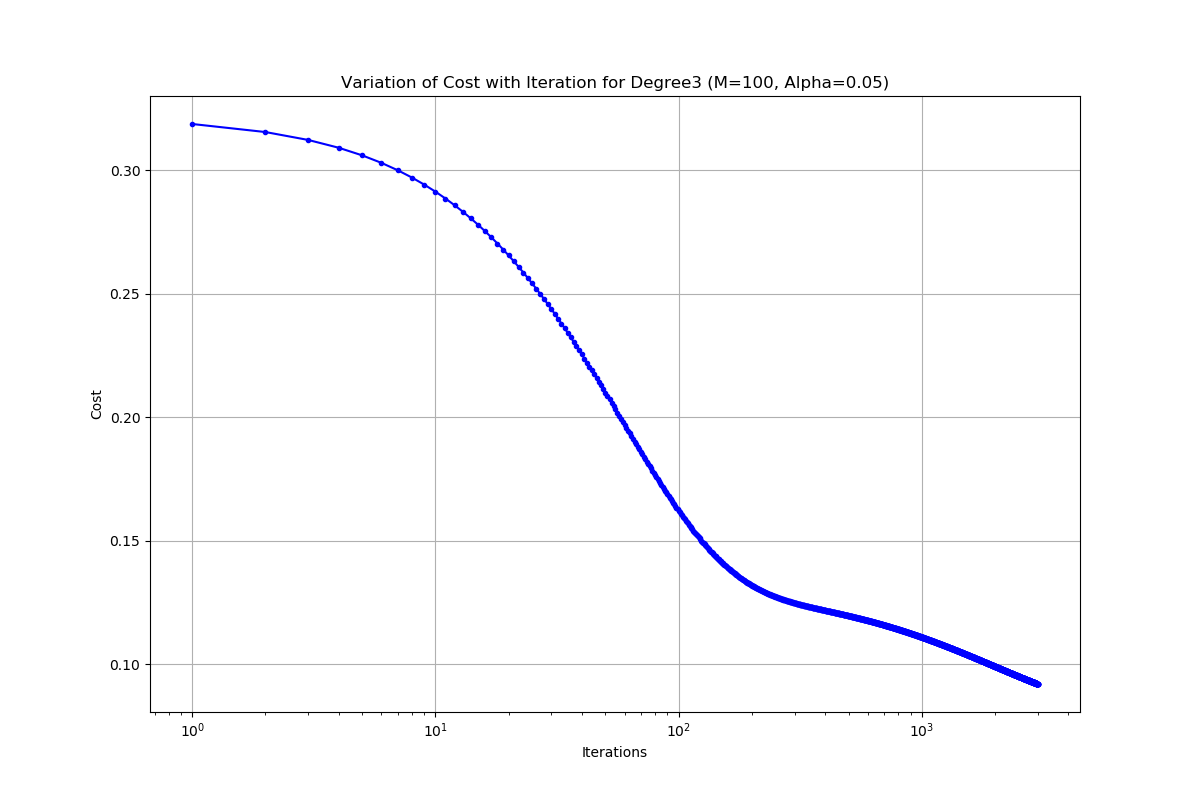 Variation of Cost with Iteration for Degree3 (M=100, Alpha=0.05)
Cost
0.30
0.25
0.20
0.15
0.10
10⁰ 10¹ 10² 10³
Iterations